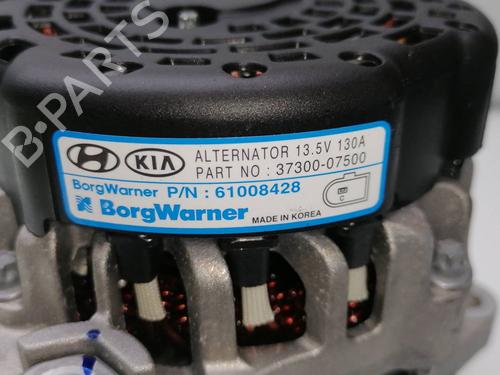 KIA ALTERNATOR 13.5V 130A
PART NO : 37300-07500
BorgWarner P/N : 61008428
BorgWarner
MADE IN KOREA
C
B-PARTS